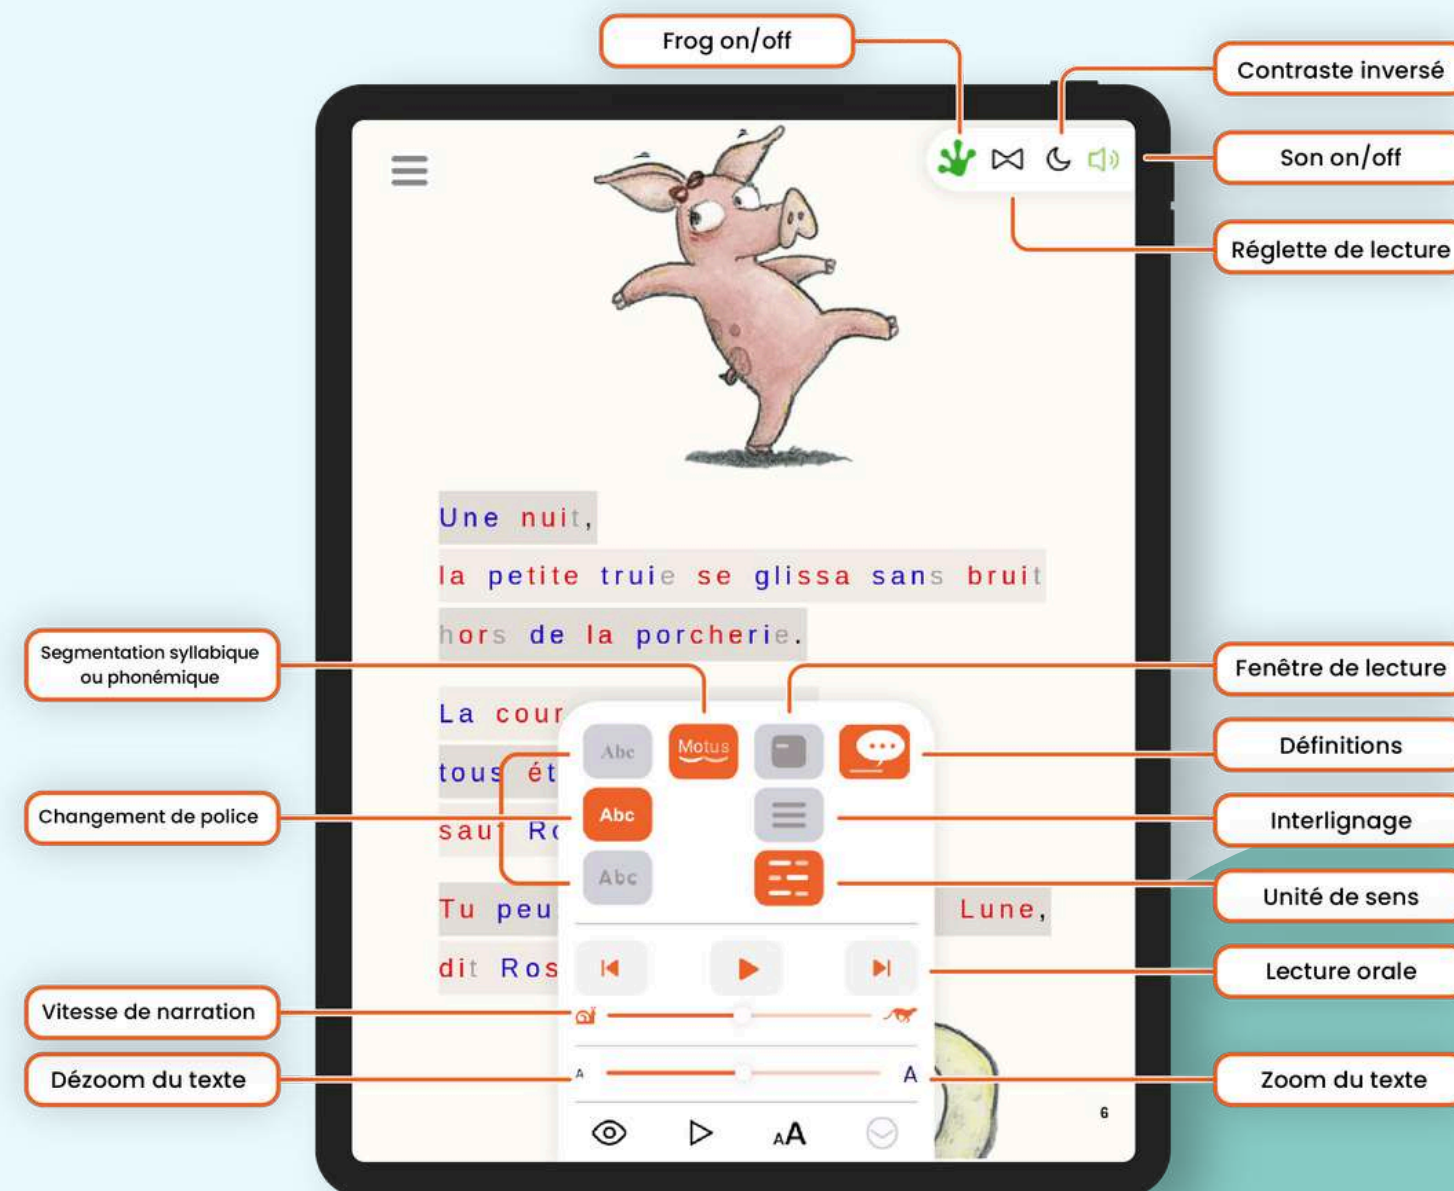 Frog on/off
Contraste inversé
Son on/off
Réglette de lecture
Une nuit,
la petite truie se glissa sans bruit
hors de la porcherie.
La cour
tous ét
sauf Ro
Tu peu Lune,
dit Ros
Segmentation syllabique
ou phonémique
Changement de police
Vitesse de narration
Dézoom du texte
Abc
Motus
Abc
Abc
A A
AA
Fenêtre de lecture
Définitions
Interlignage
Unité de sens
Lecture orale
Zoom du texte
6